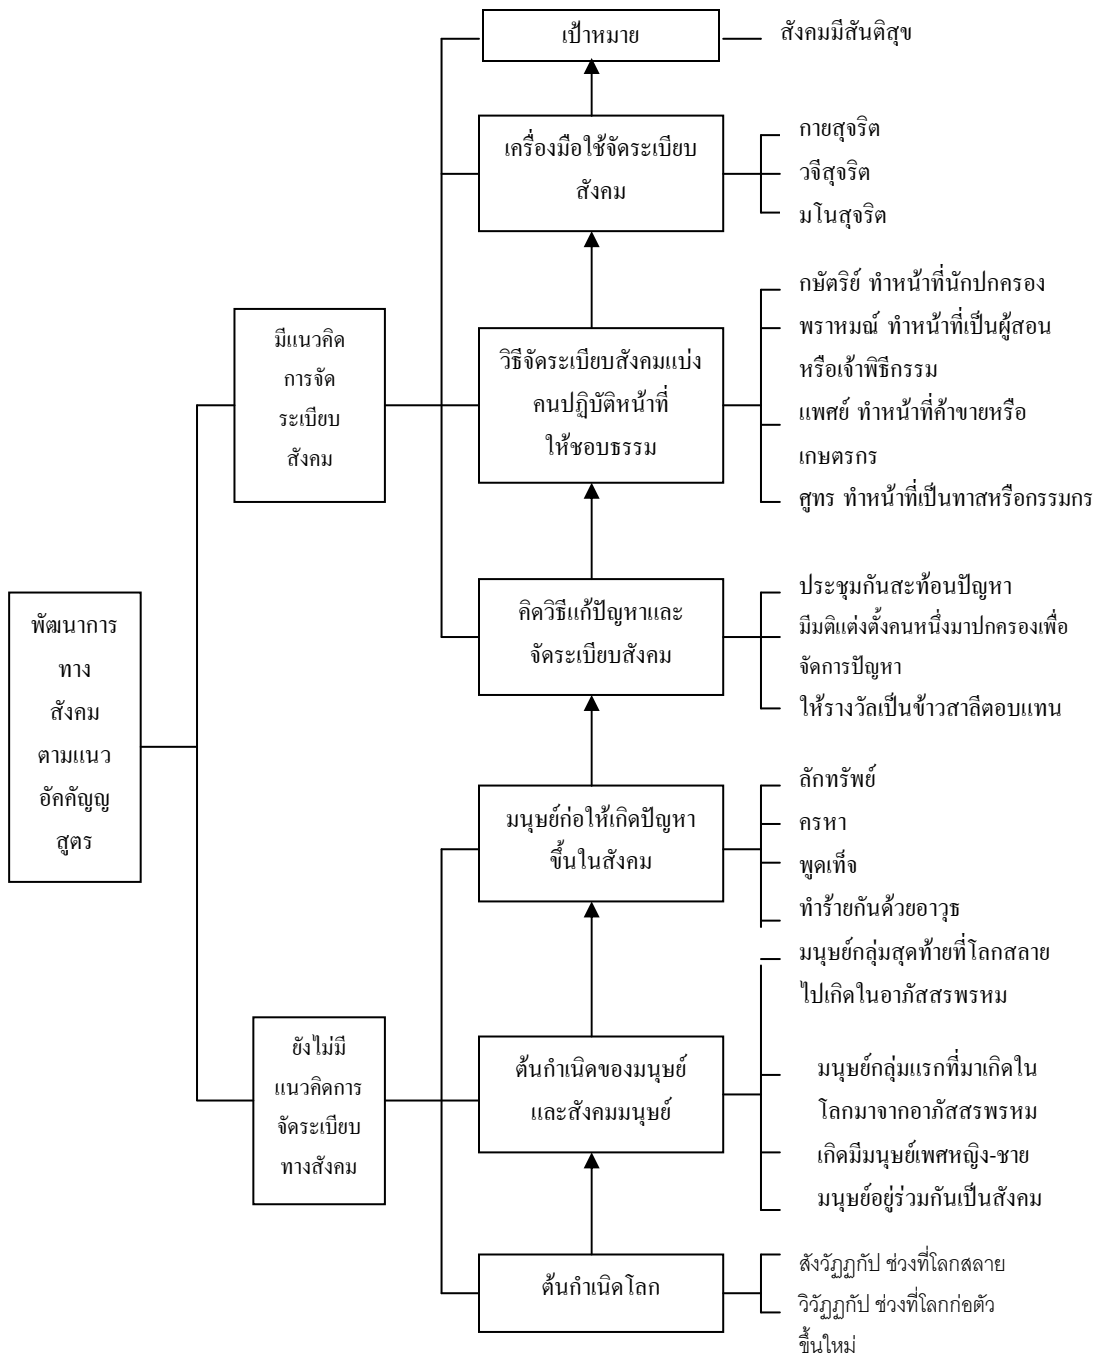 เป้าหมาย
สังคมมีสันติสุข
เครื่องมือใช้จัดระเบียบ
สังคม
กายสุจริต
วจีสุจริต
มโนสุจริต
มีแนวคิด
การจัด
ระเบียบ
สังคม
วิธีจัดระเบียบสังคมแบ่ง
คนปฏิบัติหน้าที่
ให้ชอบธรรม
กษัตริย์ ทำหน้าที่นักปกครอง
พราหมณ์ ทำหน้าที่เป็นผู้สอน
หรือเจ้าพิธีกรรม
แพศย์ ทำหน้าที่ค้าขายหรือ
เกษตรกร
ศูทร ทำหน้าที่เป็นทาสหรือกรรมกร
พัฒนาการ
ทาง
สังคม
ตามแนว
อัคคัญญ
สูตร
คิดวิธีแก้ปัญหาและ
จัดระเบียบสังคม
ประชุมกันสะท้อนปัญหา
มีมติแต่งตั้งคนหนึ่งมาปกครองเพื่อ
จัดการปัญหา
ให้รางวัลเป็นข้าวสาลีตอบแทน
มนุษย์ก่อให้เกิดปัญหา
ขึ้นในสังคม
ลักทรัพย์
ครหา
พูดเท็จ
ทำร้ายกันด้วยอาวุธ
ยังไม่มี
แนวคิดการ
จัดระเบียบ
ทางสังคม
ต้นกำเนิดของมนุษย์
และสังคมมนุษย์
มนุษย์กลุ่มสุดท้ายที่โลกสลาย
ไปเกิดในอาภัสสรพรหม
มนุษย์กลุ่มแรกที่มาเกิดใน
โลกมาจากอาภัสสรพรหม
เกิดมีมนุษย์เพศหญิง-ชาย
มนุษย์อยู่ร่วมกันเป็นสังคม
ต้นกำเนิดโลก
สังวัฏฏกัป ช่วงที่โลกสลาย
วิวัฏฏกัป ช่วงที่โลกก่อตัว
ขึ้นใหม่